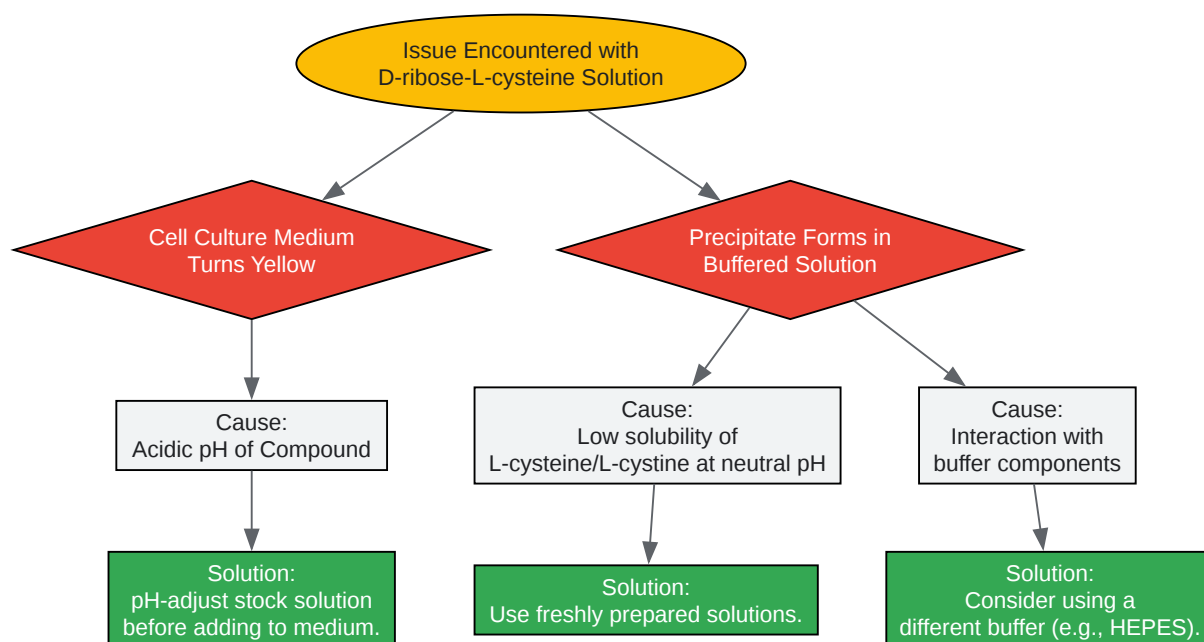 Issue Encountered with
D-ribose-L-cysteine Solution
Cell Culture Medium
Turns Yellow
Precipitate Forms in
Buffered Solution
Cause:
Acidic pH of Compound
Cause:
Low solubility of
L-cysteine/L-cystine at neutral pH
Cause:
Interaction with
buffer components
Solution:
pH-adjust stock solution
before adding to medium.
Solution:
Use freshly prepared solutions.
Solution:
Consider using a
different buffer (e.g., HEPES).